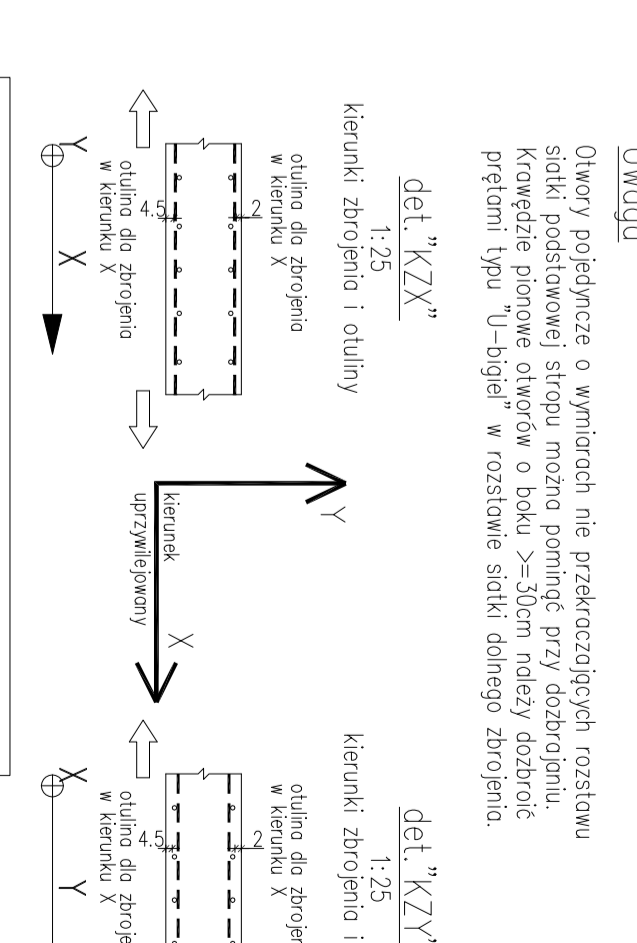 Uwaga
Otwory pojedyncze o wymiarach nie przekraczających rozstawu
siatki podstawowej stropu można pominąć przy dozbrajaniu.
Krawędzie pionowe otworów o boku >=30cm należy dozbroić
prętami typu "U-bigiel" w rozstawie siatki dolnego zbrojenia.
det."KZX"
1:25
kierunki zbrojenia i otuliny
otulina dla zbrojenia
w kierunku X
2
4.5
otulina dla zbrojenia
w kierunku X
Y
X
Y
kierunek
uprzywilejowany
X
det."KZY"
1:25
kierunki zbrojenia i
otulina dla
w kierunku X
2
4.5
otulina dla
w kierunku X
X
Y